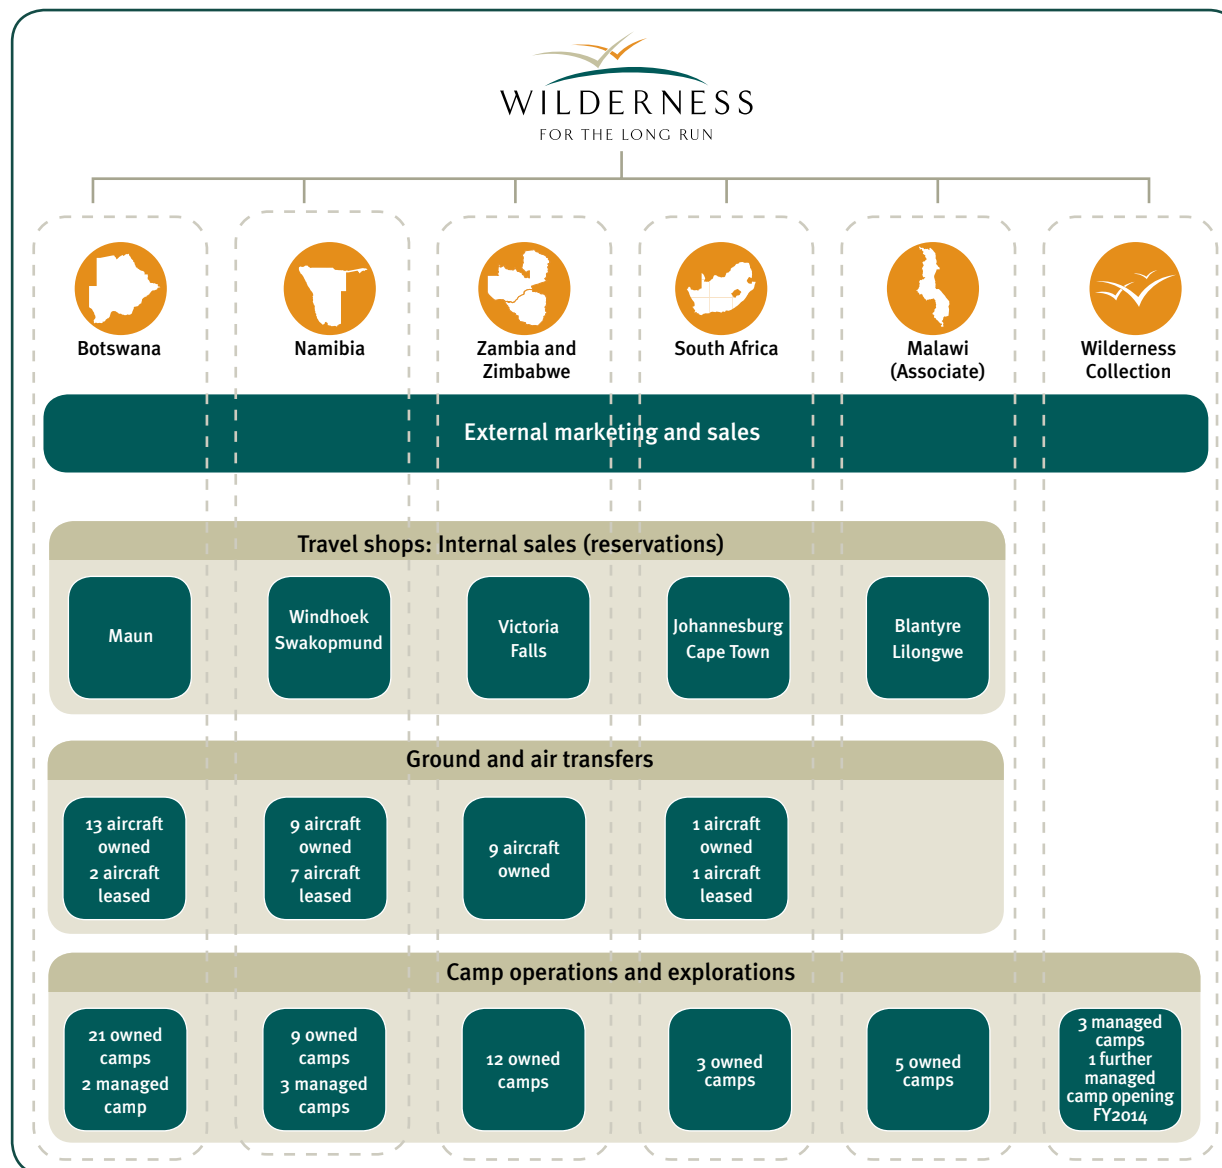 WILDERNESS
FOR THE LONG RUN
Botswana
Namibia
Zambia and
Zimbabwe
South Africa
Malawi
(Associate)
Wilderness
Collection
External marketing and sales
Travel shops: Internal sales (reservations)
Maun
Windhoek
Swakopmund
Victoria
Falls
Johannesburg
Cape Town
Blantyre
Lilongwe
Ground and air transfers
13 aircraft
owned
2 aircraft
leased
9 aircraft
owned
7 aircraft
leased
9 aircraft
owned
1 aircraft
owned
1 aircraft
leased
Camp operations and explorations
21 owned
camps
2 managed
camp
9 owned
camps
3 managed
camps
12 owned
camps
3 owned
camps
5 owned
camps
3 managed
camps
1 further
managed
camp opening
FY2014